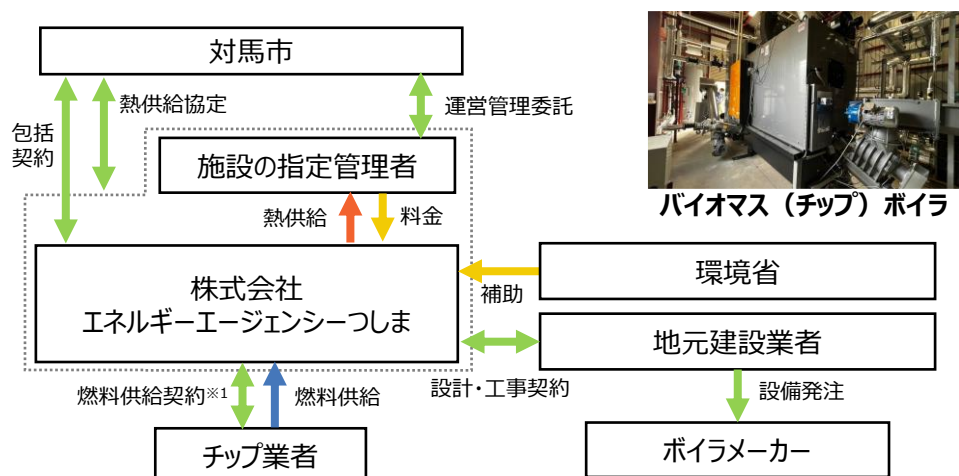 対馬市
熱供給協定
運営管理委託
包括
契約
施設の指定管理者
バイオマス（チップ）ボイラ
熱供給
料金
株式会社
エネルギーエージェンシーつしま
環境省
補助
地元建設業者
設計・工事契約
燃料供給契約※1
燃料供給
設備発注
チップ業者
ボイラメーカー